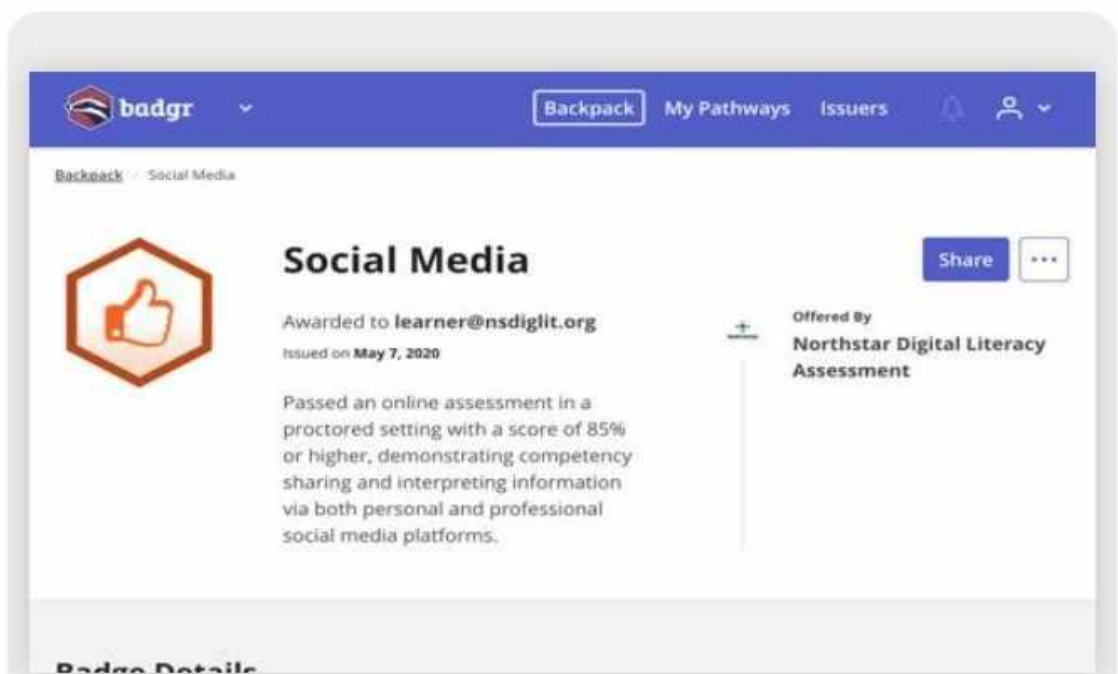 badgr
Backpack My Pathways Issuers
Backpack / Social Media
Social Media
Share
Awarded to learner@nsdiglit.org
Issued on May 7, 2020
Passed an online assessment in a
proctored setting with a score of 85%
or higher, demonstrating competency
sharing and interpreting information
via both personal and professional
social media platforms.
Offered By
Northstar Digital Literacy
Assessment
Badge Details